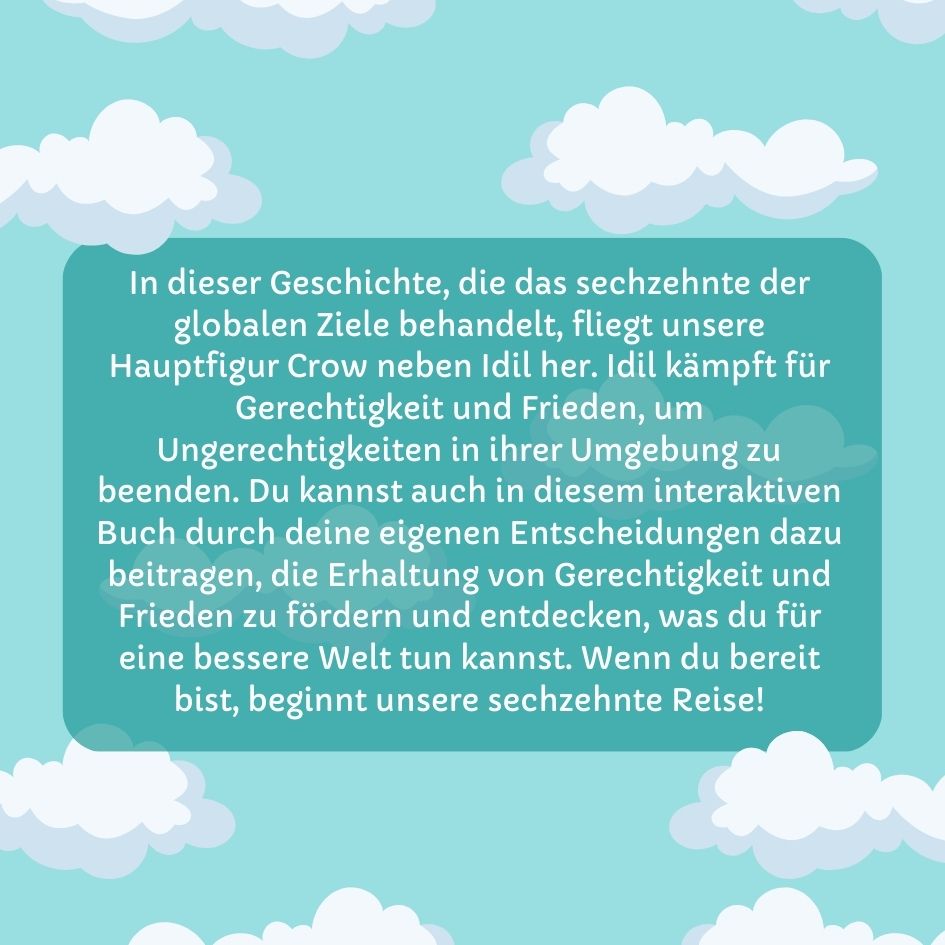 In dieser Geschichte, die das sechzehnte der
globalen Ziele behandelt, fliegt unsere
Hauptfigur Crow neben Idil her. Idil kämpft für
Gerechtigkeit und Frieden, um
Ungerechtigkeiten in ihrer Umgebung zu
beenden. Du kannst auch in diesem interaktiven
Buch durch deine eigenen Entscheidungen dazu
beitragen, die Erhaltung von Gerechtigkeit und
Frieden zu fördern und entdecken, was du für
eine bessere Welt tun kannst. Wenn du bereit
bist, beginnt unsere sechzehnte Reise!